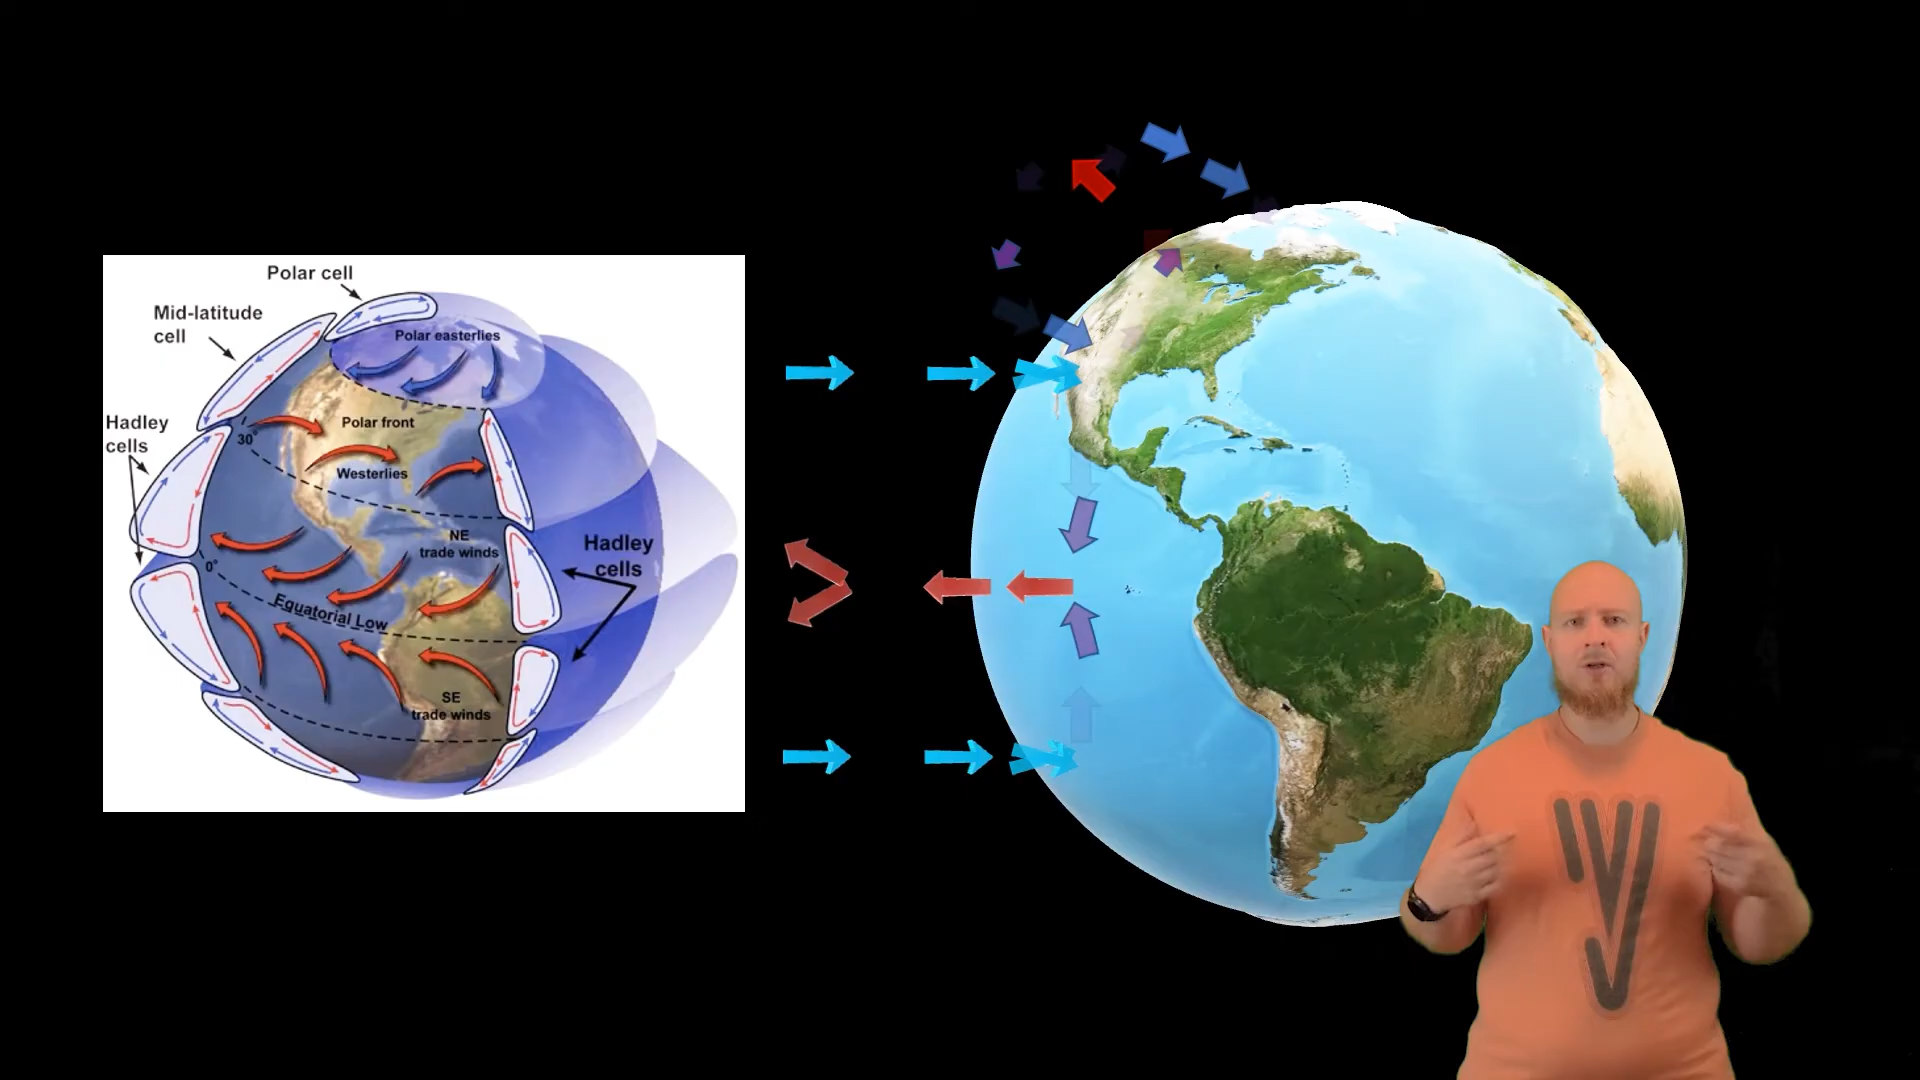 Polar cell
Mid-latitude
cell
Polar easterlies
Hadley
cells
30°
Polar front
Westerlies
NE
trade winds
Hadley
cells
0°
Equatorial Low
SE
trade winds